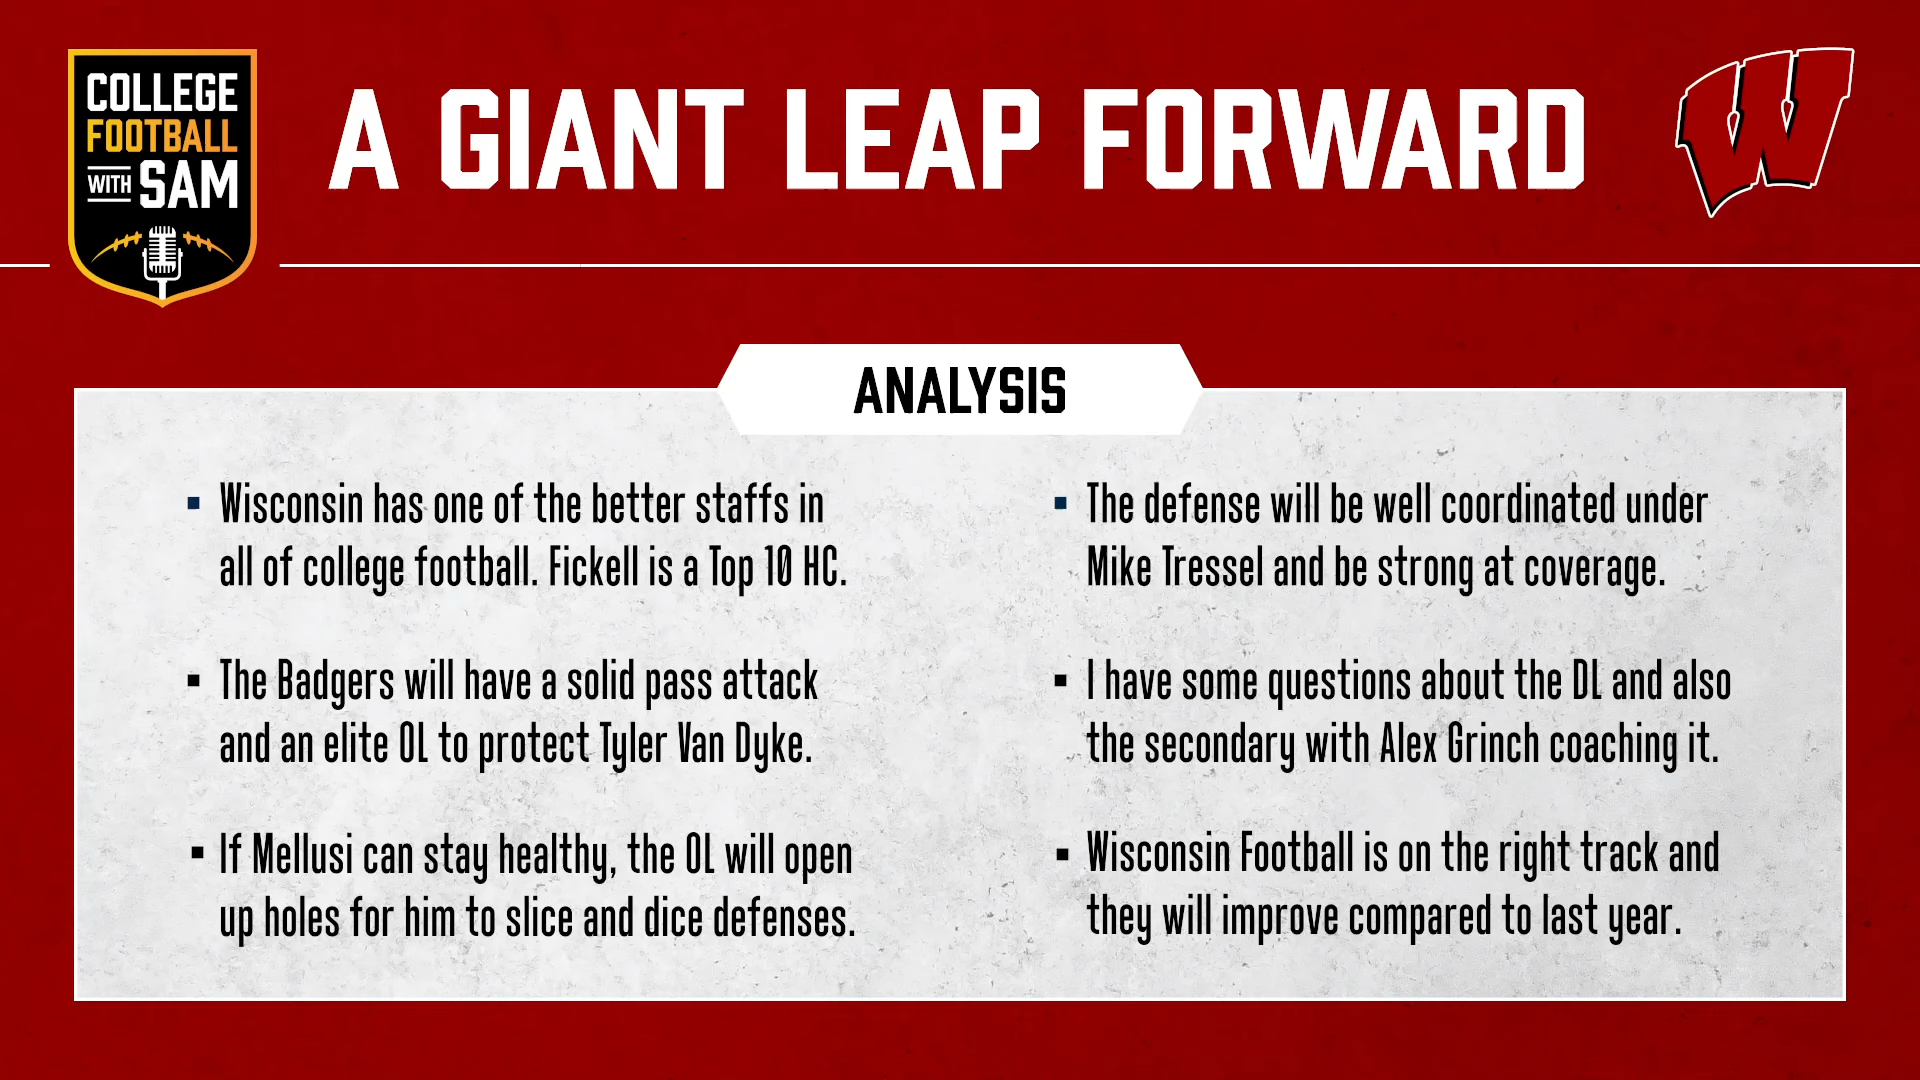 COLLEGE
FOOTBALL
WITH SAM
A GIANT LEAP FORWARD
W
ANALYSIS
▪ Wisconsin has one of the better staffs in
all of college football. Fickell is a Top 10 HC.
▪ The Badgers will have a solid pass attack
and an elite OL to protect Tyler Van Dyke.
▪ If Mellusi can stay healthy, the OL will open
up holes for him to slice and dice defenses.
▪ The defense will be well coordinated under
Mike Tressel and be strong at coverage.
▪ I have some questions about the DL and also
the secondary with Alex Grinch coaching it.
▪ Wisconsin Football is on the right track and
they will improve compared to last year.